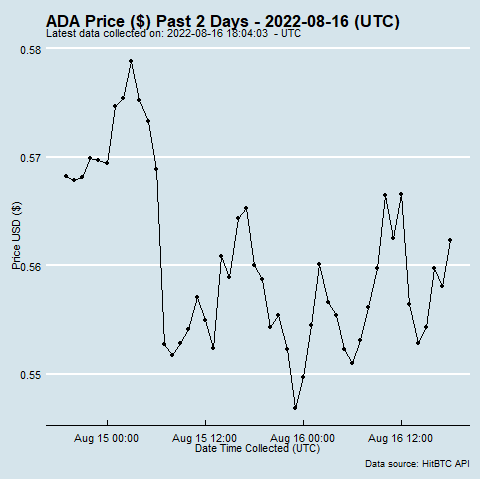 ADA Price ($) Past 2 Days - 2022-08-16 (UTC)
Latest data collected on: 2022-08-16 18:04:03  - UTC
0.58
0.57
0.56
0.55
Price USD ($)
Aug 15 00:00
Aug 15 12:00
Aug 16 00:00
Aug 16 12:00
Date Time Collected (UTC)
Data source: HitBTC API